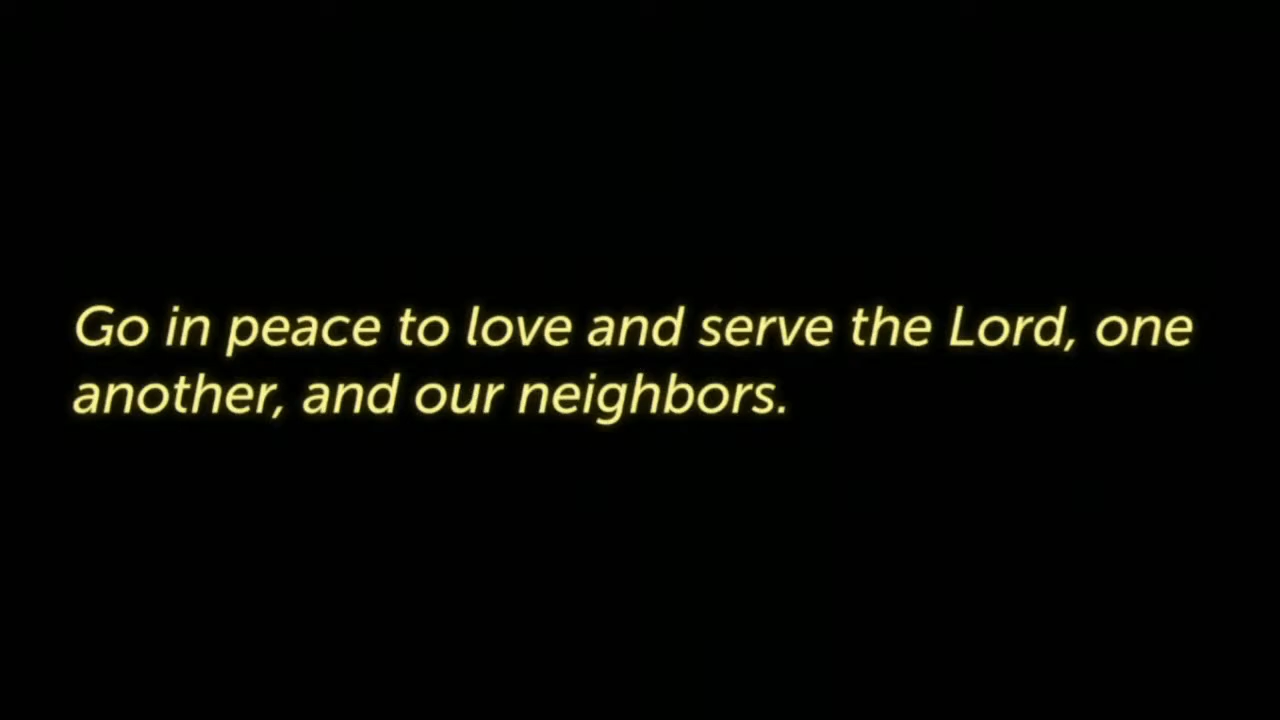 Go in peace to love and serve the Lord, one
another, and our neighbors.